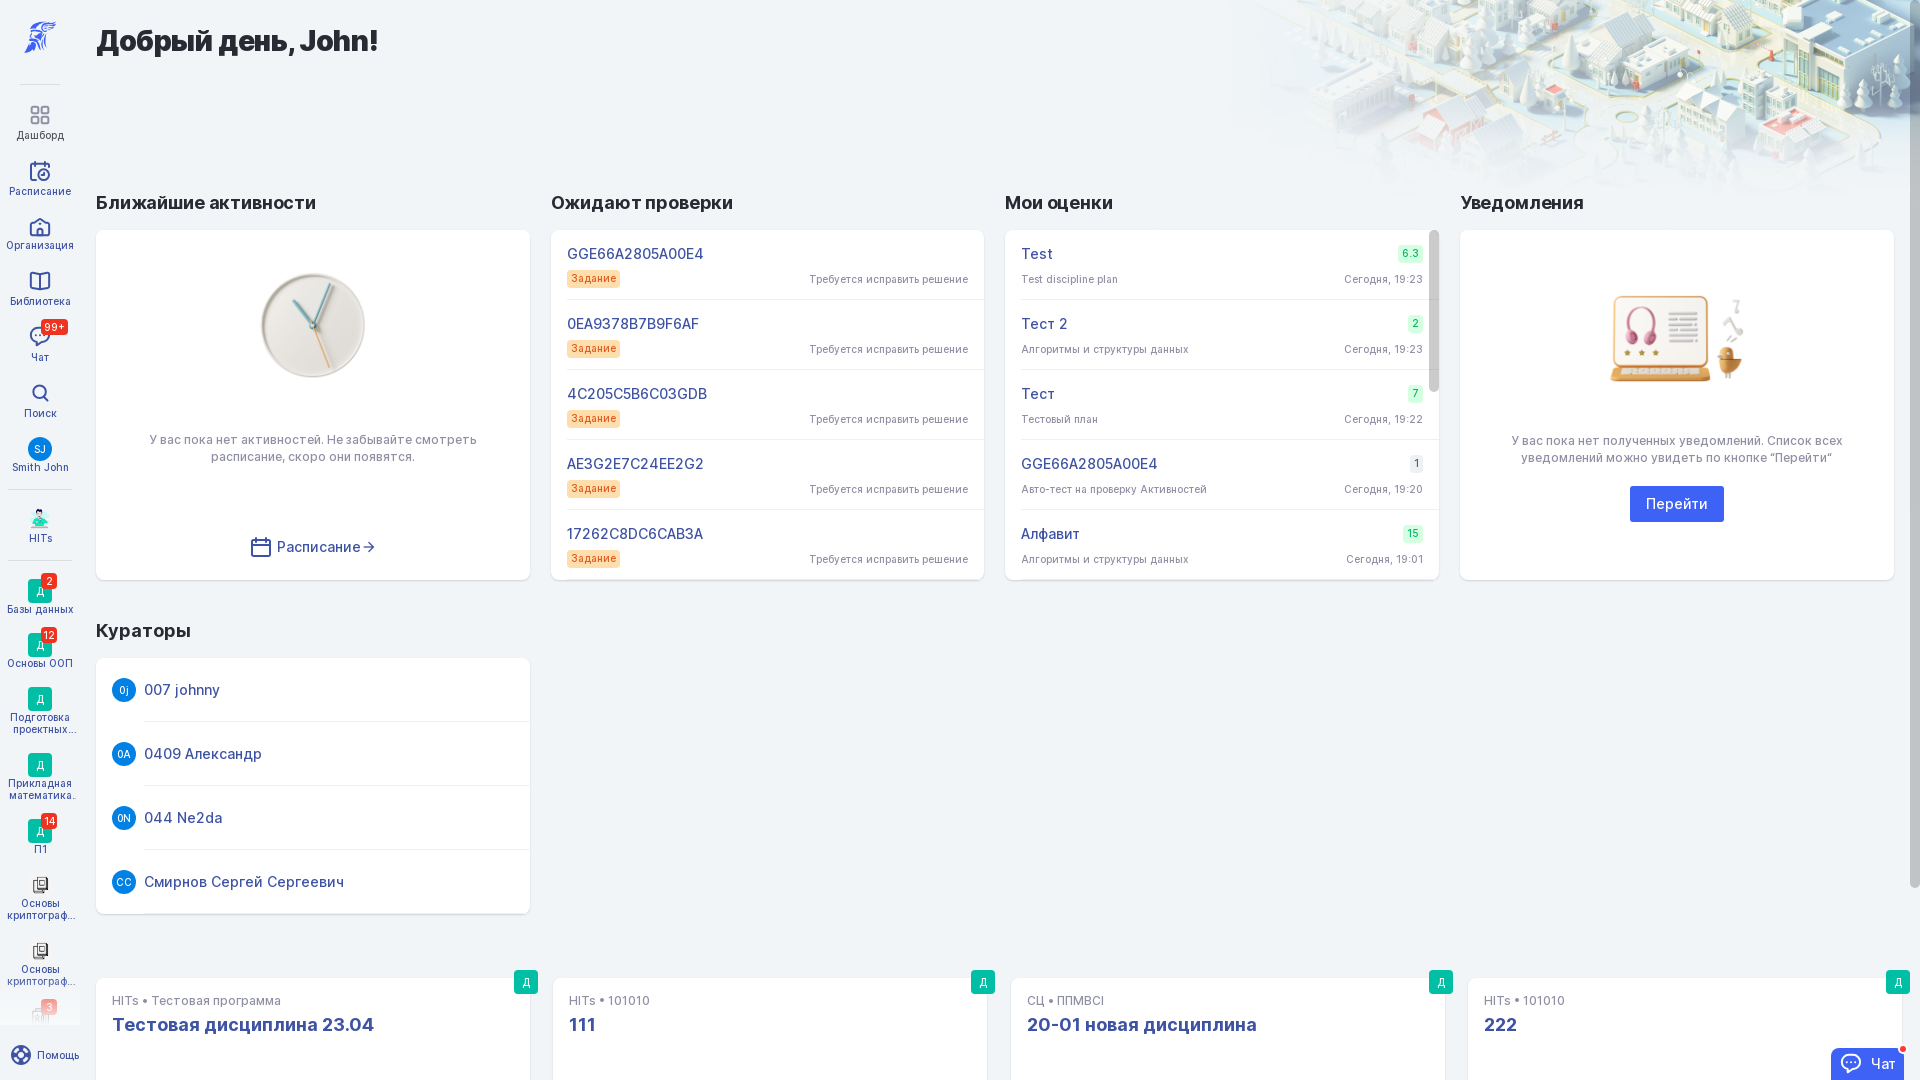 Добрый день, John!
Дашборд
Расписание
Организация
Библиотека
99+
Чат
Поиск
SJ
Smith John
HITs
2
Д
Базы данных
12
Д
Основы ООП
Д
Подготовка
проектных...
Д
Прикладная
математика.
14
Д
П1
Основы
криптограф...
Основы
криптограф...
3
Помощь
Ближайшие активности
У вас пока нет активностей. Не забывайте смотреть
расписание, скоро они появятся.
Расписание
Ожидают проверки
GGE66A2805A00E4
Задание Требуется исправить решение
0EA9378B7B9F6AF
Задание Требуется исправить решение
4C205C5B6C03GDB
Задание Требуется исправить решение
AE3G2E7C24EE2G2
Задание Требуется исправить решение
17262C8DC6CAB3A
Задание Требуется исправить решение
Мои оценки
Test 6.3
Test discipline plan Сегодня, 19:23
Тест 2 2
Алгоритмы и структуры данных Сегодня, 19:23
Тест 7
Тестовый план Сегодня, 19:22
GGE66A2805A00E4 1
Авто-тест на проверку Активностей Сегодня, 19:20
Алфавит 15
Алгоритмы и структуры данных Сегодня, 19:01
Уведомления
У вас пока нет полученных уведомлений. Список всех
уведомлений можно увидеть по кнопке “Перейти“
Перейти
Кураторы
0j 007 johnny
0А 0409 Александр
0N 044 Ne2da
СС Смирнов Сергей Сергеевич
Д
HITs • Тестовая программа
Тестовая дисциплина 23.04
Д
HITs • 101010
111
Д
СЦ • ППМВСІ
20-01 новая дисциплина
Д
HITs • 101010
222
Чат